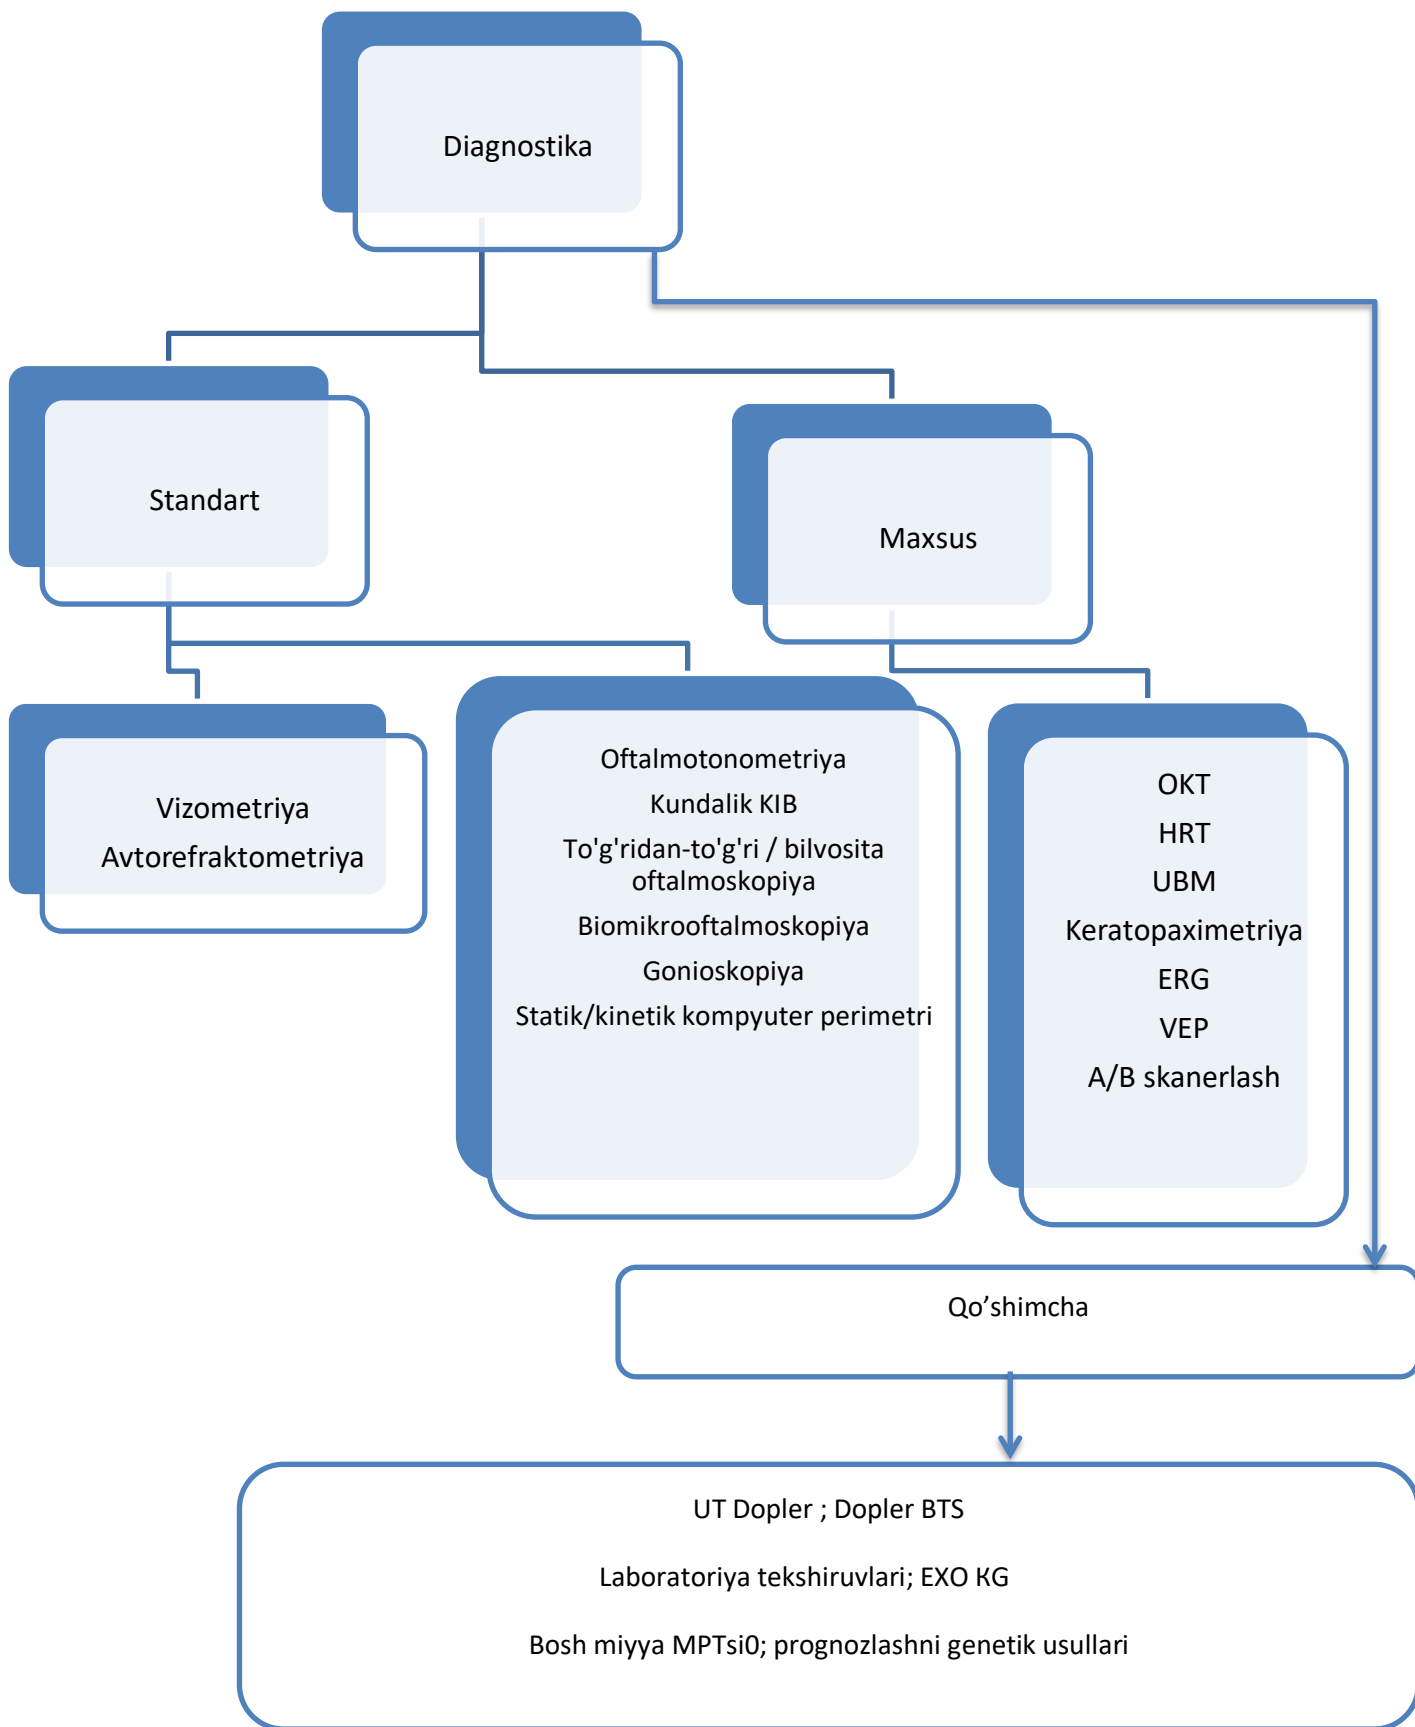 Diagnostika
Standart
Maxsus
Vizometriya
Avtorefraktometriya
Oftalmotonometriya
Kundalik KIB
To'g'ridan-to'g'ri / bilvosita
oftalmoskopiya
Biomikrooftalmoskopiya
Gonioskopiya
Statik/kinetik kompyuter perimetri
OKT
HRT
UBM
Keratopaximetriya
ERG
VEP
A/B skanerlash
Qo’shimcha
UT Dopler ; Dopler BTS
Laboratoriya tekshiruvlari; EXO KG
Bosh miyya MPTsi0; prognozlashni genetik usullari